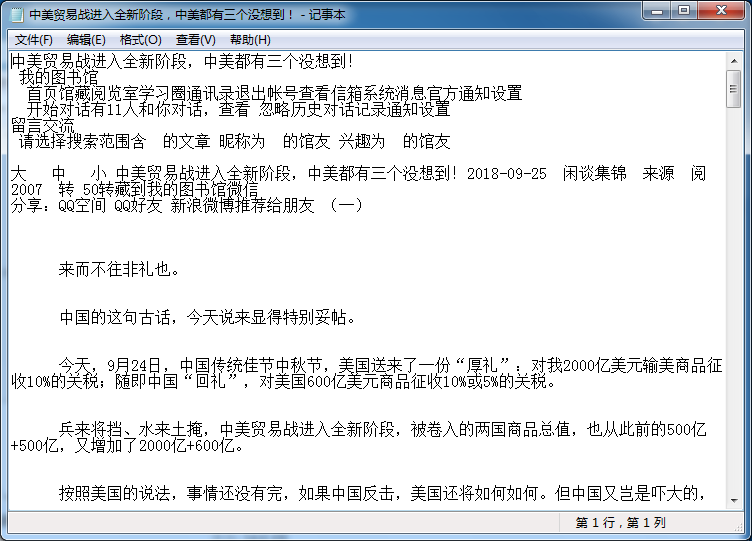 中美贸易战进入全新阶段，中美都有三个没想到！ - 记事本
文件(F) 编辑(E) 格式(O) 查看(V) 帮助(H)
中美贸易战进入全新阶段，中美都有三个没想到!
我的图书馆
首页馆藏阅览室学习圈通讯录退出帐号查看信箱系统消息官方通知设置
开始对话有11人和你对话，查看 忽略历史对话记录通知设置
留言交流
请选择搜索范围含 的文章 昵称为 的馆友 兴趣为 的馆友
大 中 小 中美贸易战进入全新阶段，中美都有三个没想到! 2018-09-25 闲谈集锦 来源 阅
2007 转 50转藏到我的图书馆微信
分享: QQ空间 QQ好友 新浪微博推荐给朋友 （一）
来而不往非礼也。
中国的这句古话，今天说来显得特别妥帖。
今天，9月24日，中国传统佳节中秋节，美国送来了一份“厚礼”：对我2000亿美元输美商品征
收10%的关税；随即中国“回礼”，对美国600亿美元商品征收10%或5%的关税。
兵来将挡、水来土掩，中美贸易战进入全新阶段，被卷入的两国商品总值，也从此前的500亿
+500亿，又增加了2000亿+600亿。
按照美国的说法，事情还没有完，如果中国反击，美国还将如何如何。但中国又岂是吓大的，
第 1 行，第 1 列